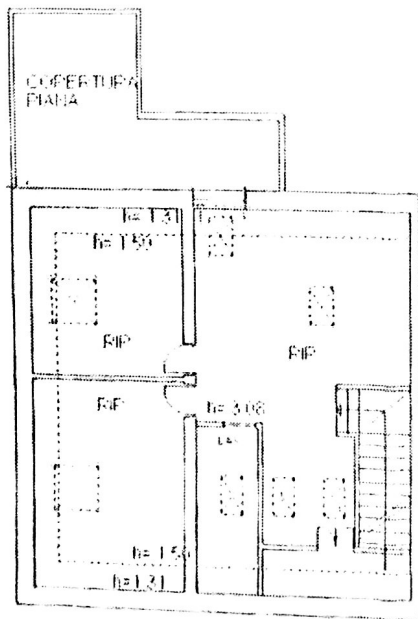 COPERTURA
PIANA
h= 1.31
h= 1.50
RIP
RIP
RIP
h= 3.08
h= 1.50
h= 1.31